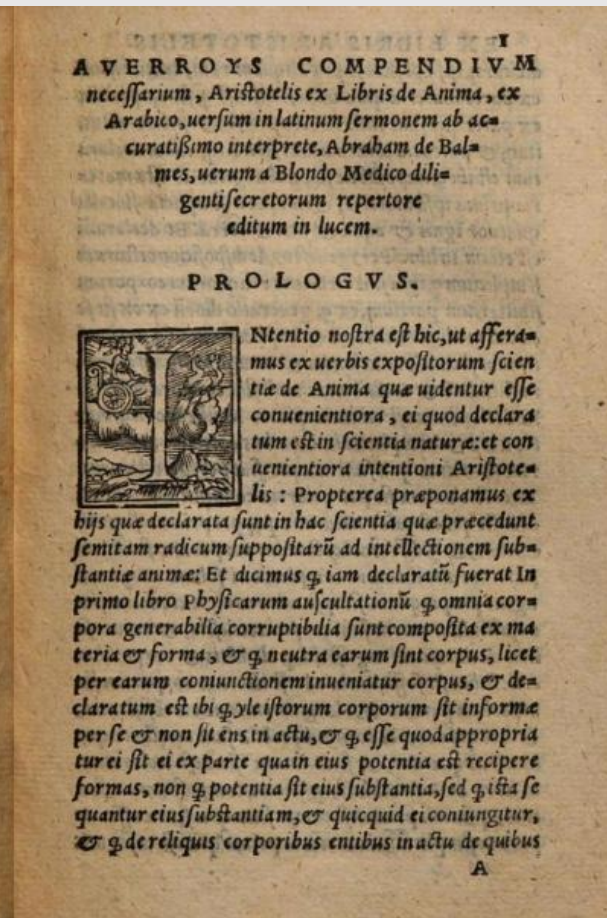 1
AVERROYS COMPENDIVM
neceſſarium, Ariſtotelis ex Libris de Anima, ex
Arabico, uerſum in latinum ſermonem ab ac=
curatißimo interprete, Abraham de Bal=
mes, uerum a Blondo Medico dili=
genti ſecretorum repertore
editum in lucem.
PROLOGVS.
INtentio noſtra eſt hic, ut affera=
mus ex uerbis expoſitorum ſcien
tiæ de Anima quæ uidentur eſſe
conuenientiora, ei quod declara
tum eſt in ſcientia naturæ: et con
uenientiora intentioni Ariſtote=
lis : Propterea præponamus ex
hijs quæ declarata ſunt in hac ſcientia quæ præcedunt
ſemitam radicum ſuppoſitarũ ad intellectionem ſub=
ſtantiæ animæ: Et dicimus ꝙ iam declaratũ fuerat In
primo libro Phyſicarum auſcultationũ ꝙ omnia cor=
pora generabilia corruptibilia ſunt compoſita ex ma
teria & forma, & ꝙ neutra earum ſint corpus, licet
per earum coniunctionem inueniatur corpus, & de=
claratum eſt ibi ꝙ yle iſtorum corporum ſit informæ
per ſe & non ſit ens in actu, & ꝙ eſſe quod appropria
tur ei ſit ei ex parte qua in eius potentia eſt recipere
formas, non ꝙ potentia ſit eius ſubſtantia, ſed ꝙ iſta ſe
quantur eius ſubſtantiam, & quicquid ei coniungitur,
& ꝙ de reliquis corporibus entibus in actu de quibus
A